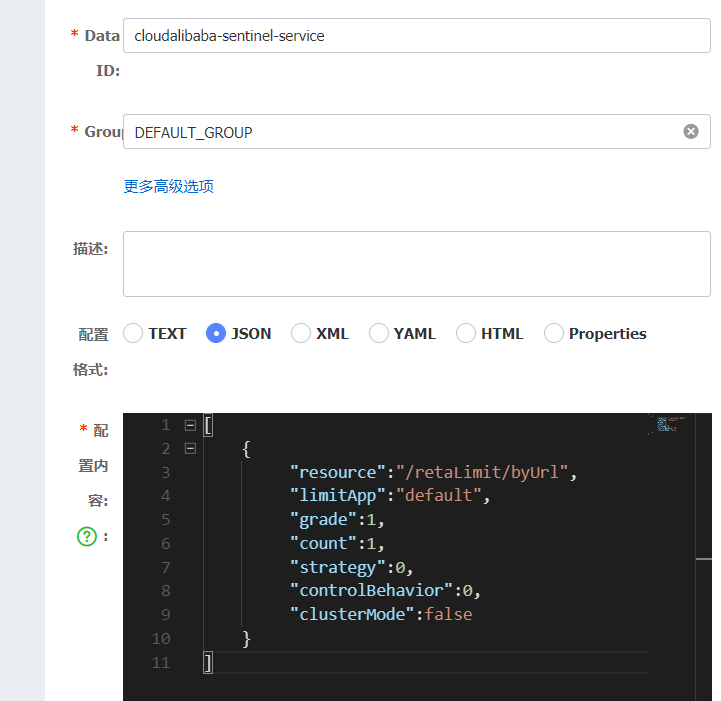 * Data ID:
cloudalibaba-sentinel-service
* Group
DEFAULT_GROUP
更多高级选项
描述:
配置格式:
TEXT JSON XML YAML HTML Properties
* 配置内容:
? :
1 [
2 {
3 "resource":"/retaLimit/byUrl",
4 "limitApp":"default",
5 "grade":1,
6 "count":1,
7 "strategy":0,
8 "controlBehavior":0,
9 "clusterMode":false
10 }
11 ]